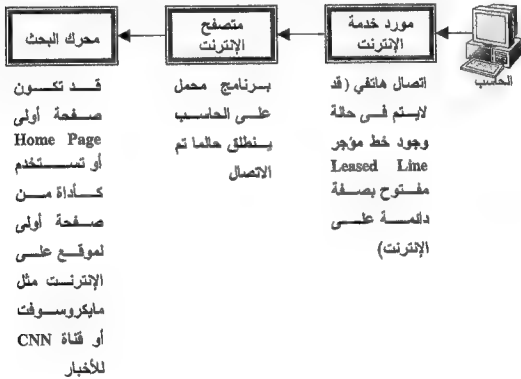 الحاسب
مورد خدمة
الإنترنت
اتصال هاتفي (قد
لايتم في حالة
وجود خط مؤجر
Leased Line
مفتوح بصفة
دائمة على
الإنترنت)
متصفح
الإنترنت
برنامج محمل
على الحاسب
ينطلق حالما تم
الاتصال
محرك البحث
قد تكون
صفحة أولى
Home Page
أو تستخدم
كأداة من
صفحة أولى
لموقع على
الإنترنت مثل
مايكروسوفت
أو قناة CNN
للأخبار